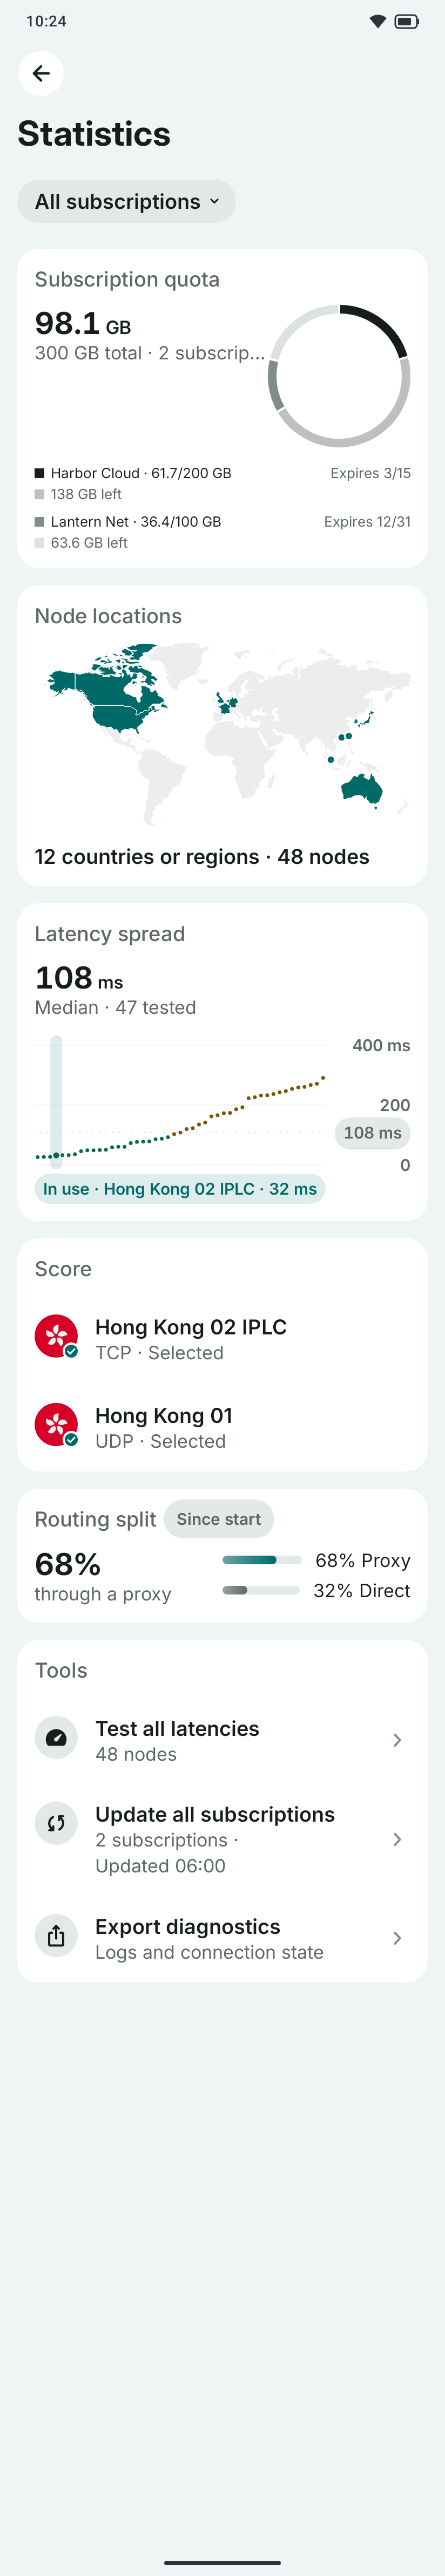 10:24
Statistics
All subscriptions
Subscription quota
98.1 GB
300 GB total · 2 subscrip...
Harbor Cloud · 61.7/200 GB
Expires 3/15
138 GB left
Lantern Net · 36.4/100 GB
Expires 12/31
63.6 GB left
Node locations
12 countries or regions · 48 nodes
Latency spread
108 ms
Median · 47 tested
400 ms
200
108 ms
0
In use · Hong Kong 02 IPLC · 32 ms
Score
Hong Kong 02 IPLC
TCP · Selected
Hong Kong 01
UDP · Selected
Routing split
Since start
68%
through a proxy
68% Proxy
32% Direct
Tools
Test all latencies
48 nodes
Update all subscriptions
2 subscriptions ·
Updated 06:00
Export diagnostics
Logs and connection state